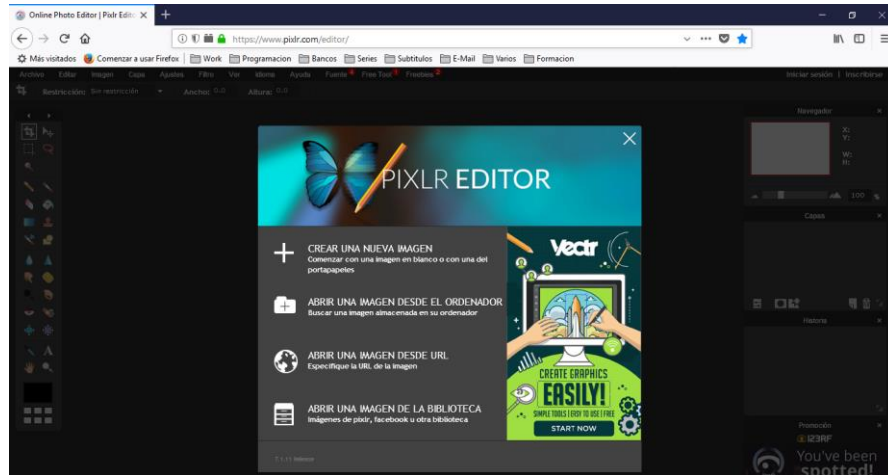 Online Photo Editor | Pixlr Edito
https://www.pixlr.com/editor/
Más visitados Comenzar a usar Firefox Work Programacion Bancos Series Subtitulos E-Mail Varios Formacion
Archivo Editar Imagen Capa Ajustes Filtro Ver Idioma Ayuda Fuente Free Tool Freebies Iniciar sesión | Inscribirse
Restricción: Sin restricción Ancho: 0.0 Altura: 0.0
Navegador
X:
Y:
W:
H:
100 %
Capas
Historia
Promoción
123RF
You've been
spotted!
PIXLR EDITOR
CREAR UNA NUEVA IMAGEN
Comenzar con una imagen en blanco o con una del
portapapeles
ABRIR UNA IMAGEN DESDE EL ORDENADOR
Buscar una imagen almacenada en su ordenador
ABRIR UNA IMAGEN DESDE URL
Especifique la URL de la imagen
ABRIR UNA IMAGEN DE LA BIBLIOTECA
Imágenes de pixlr, facebook u otra biblioteca
Vectr
CREATE GRAPHICS
EASILY!
SIMPLE TOOLS | EASY TO USE | FREE
START NOW